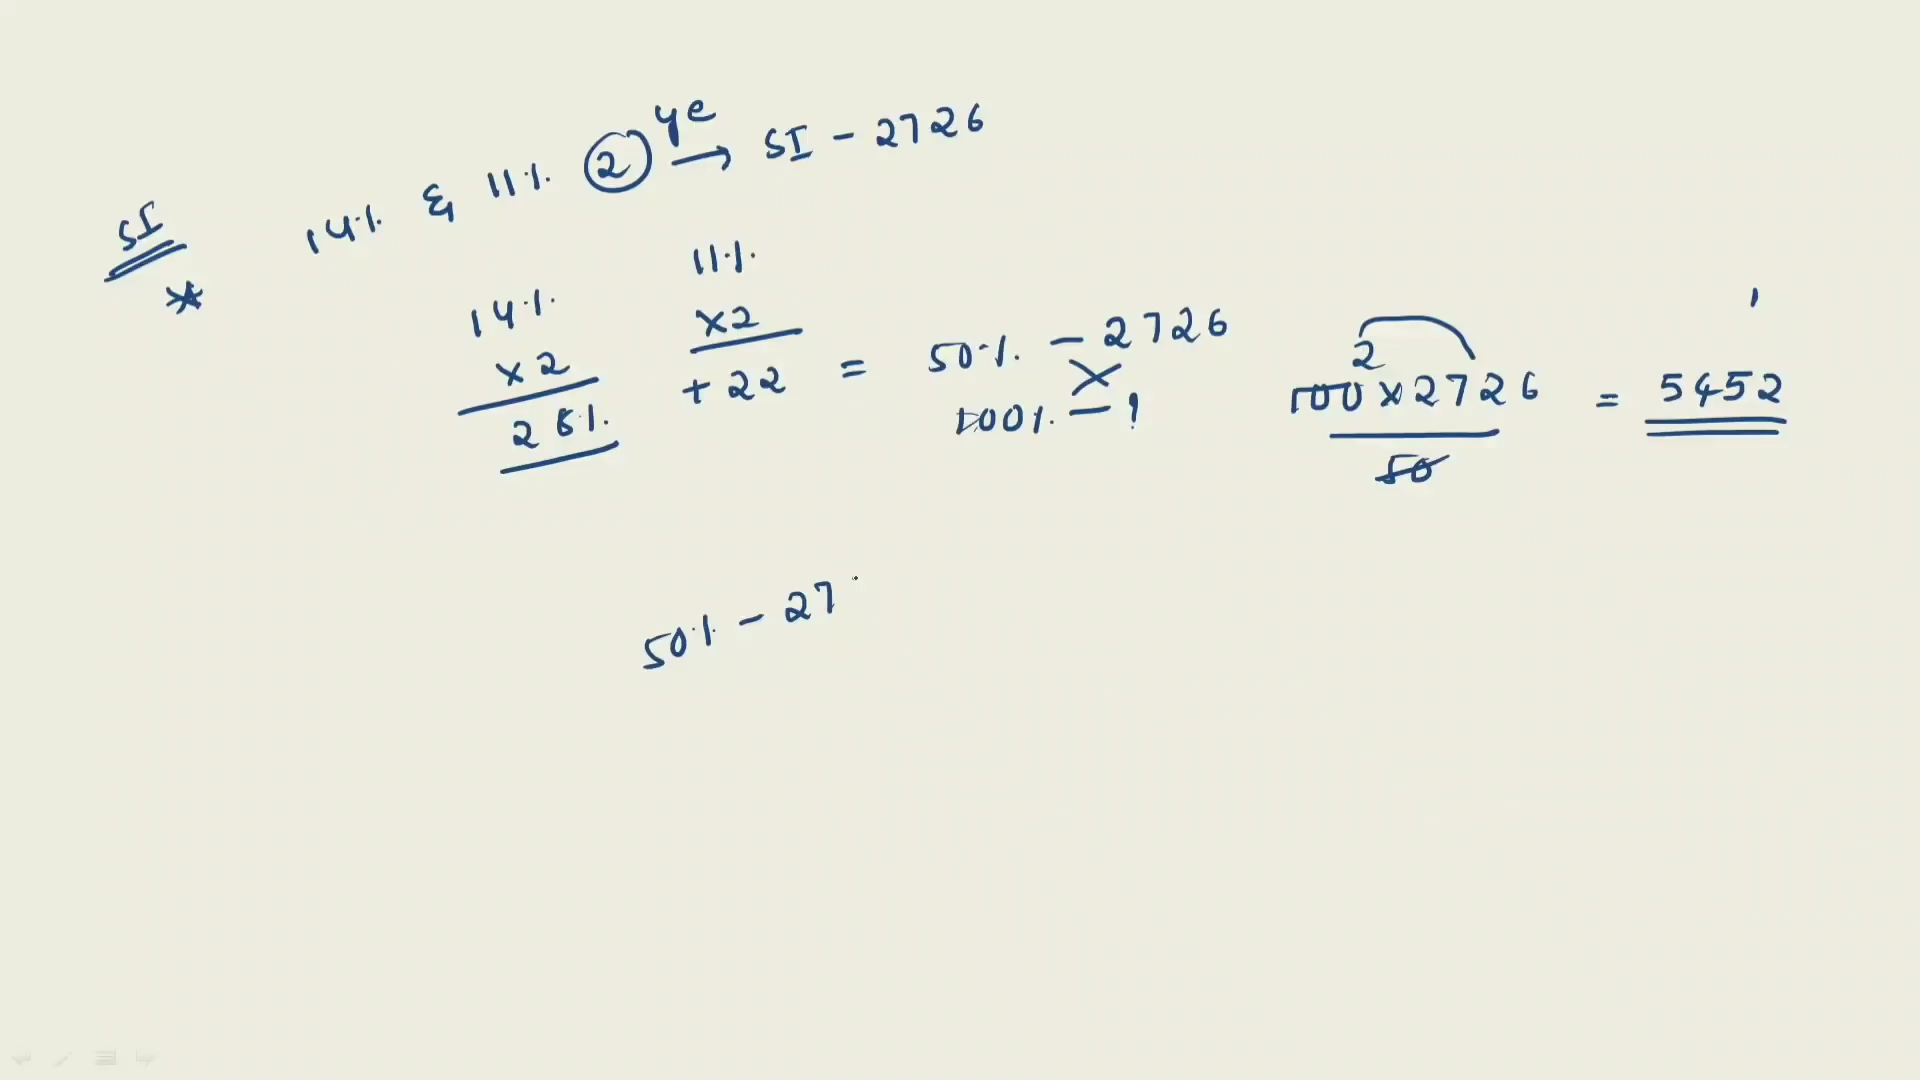 SI
14% & 11% 2 ye → SI - 2726
14% 11%
×2 ×2
28% + 22 = 50% - 2726
100% - !
2
100 × 2726 = 5452
50
50% - 27